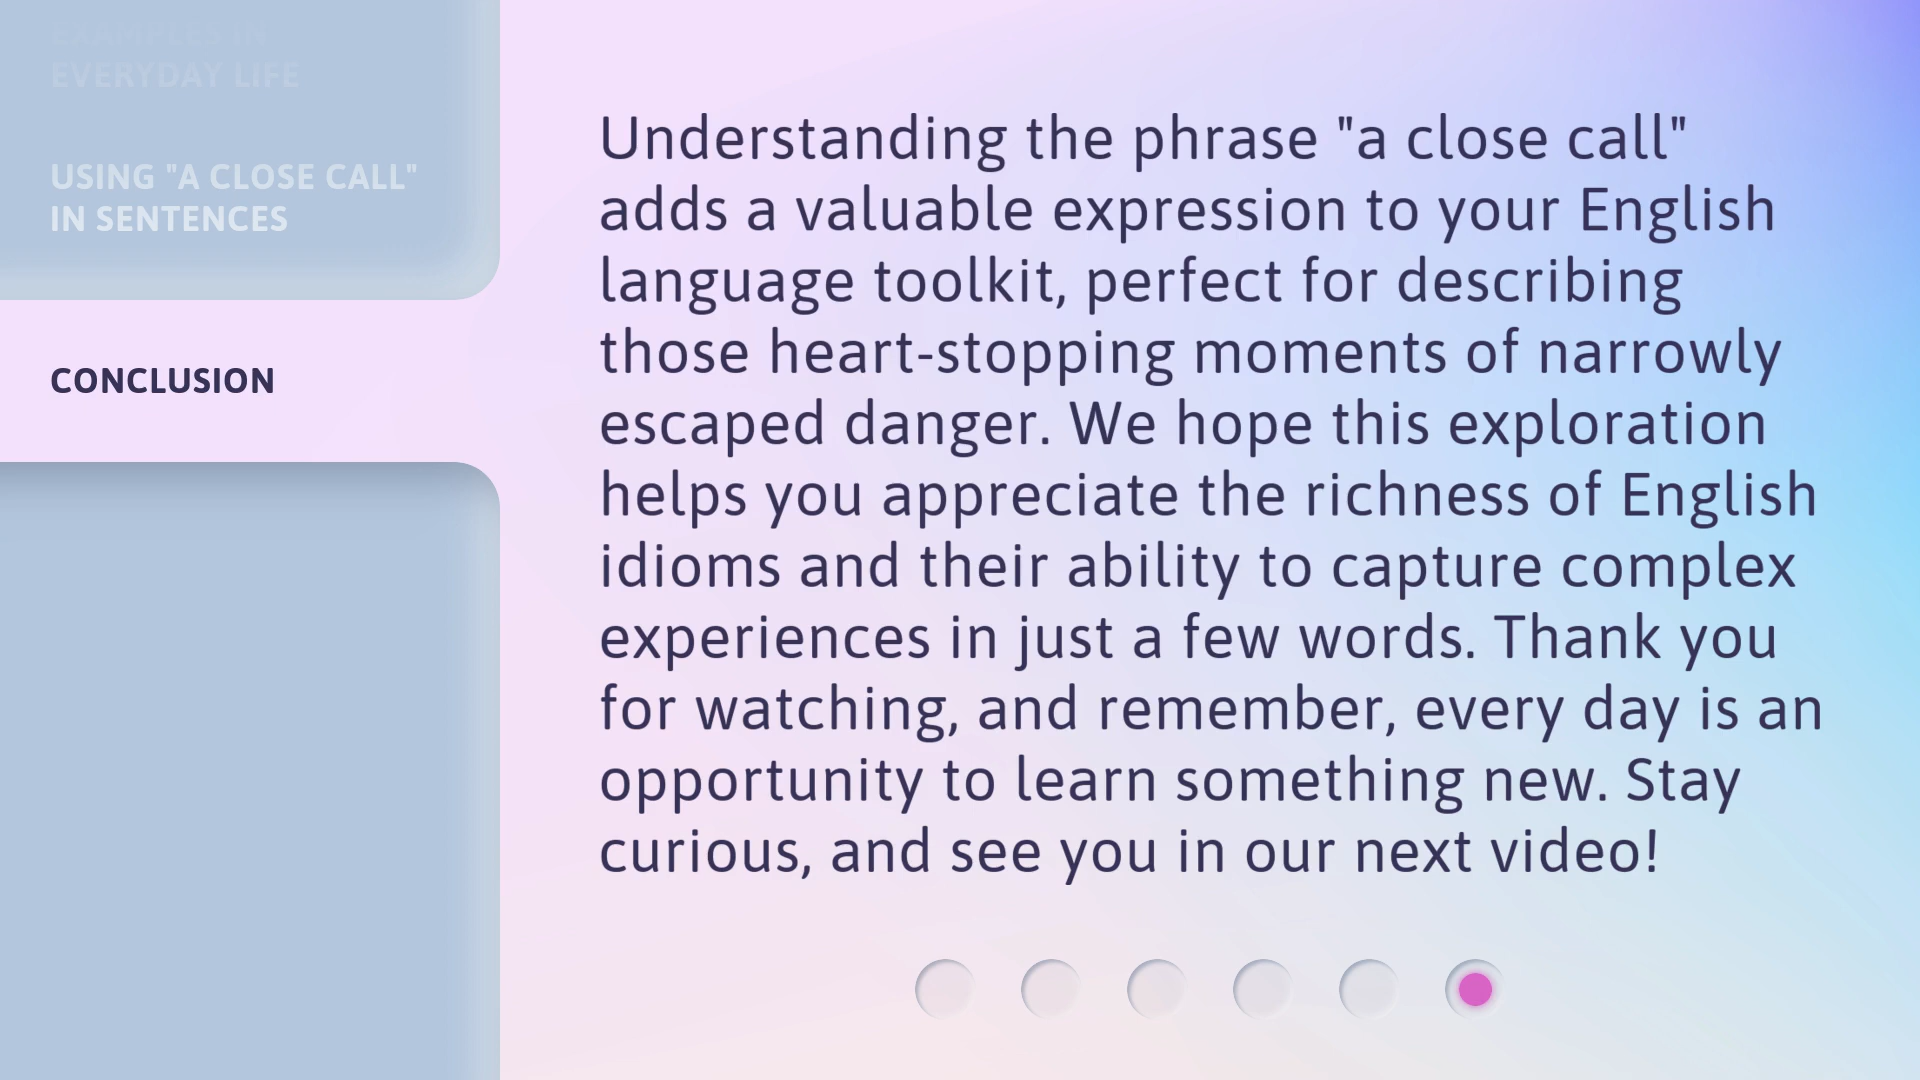 EXAMPLES IN
EVERYDAY LIFE
USING "A CLOSE CALL"
IN SENTENCES
CONCLUSION
Understanding the phrase "a close call"
adds a valuable expression to your English
language toolkit, perfect for describing
those heart-stopping moments of narrowly
escaped danger. We hope this exploration
helps you appreciate the richness of English
idioms and their ability to capture complex
experiences in just a few words. Thank you
for watching, and remember, every day is an
opportunity to learn something new. Stay
curious, and see you in our next video!